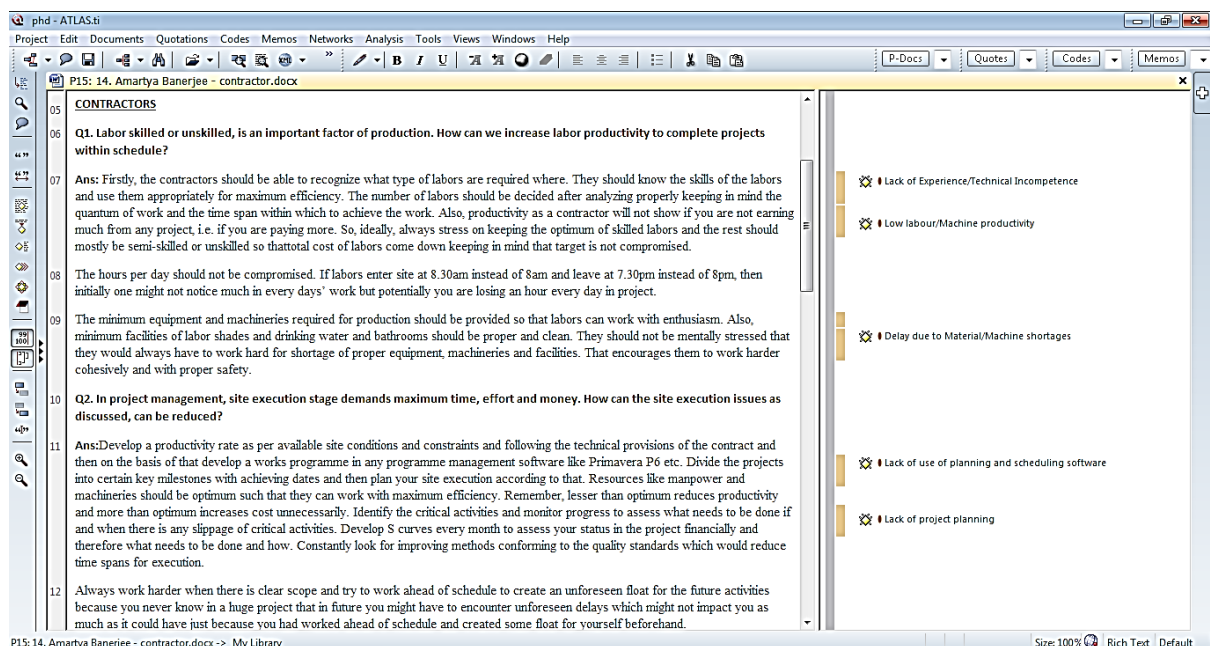 phd - ATLAS.ti
Project Edit Documents Quotations Codes Memos Networks Analysis Tools Views Windows Help
B I U P-Docs Quotes Codes Memos
P15: 14. Amartya Banerjee - contractor.docx
05 CONTRACTORS
06 Q1. Labor skilled or unskilled, is an important factor of production. How can we increase labor productivity to complete projects
within schedule?
07 Ans: Firstly, the contractors should be able to recognize what type of labors are required where. They should know the skills of the labors
and use them appropriately for maximum efficiency. The number of labors should be decided after analyzing properly keeping in mind the
quantum of work and the time span within which to achieve the work. Also, productivity as a contractor will not show if you are not earning
much from any project, i.e. if you are paying more. So, ideally, always stress on keeping the optimum of skilled labors and the rest should
mostly be semi-skilled or unskilled so thattotal cost of labors come down keeping in mind that target is not compromised.
08 The hours per day should not be compromised. If labors enter site at 8.30am instead of 8am and leave at 7.30pm instead of 8pm, then
initially one might not notice much in every days' work but potentially you are losing an hour every day in project.
09 The minimum equipment and machineries required for production should be provided so that labors can work with enthusiasm. Also,
minimum facilities of labor shades and drinking water and bathrooms should be proper and clean. They should not be mentally stressed that
they would always have to work hard for shortage of proper equipment, machineries and facilities. That encourages them to work harder
cohesively and with proper safety.
10 Q2. In project management, site execution stage demands maximum time, effort and money. How can the site execution issues as
discussed, can be reduced?
11 Ans:Develop a productivity rate as per available site conditions and constraints and following the technical provisions of the contract and
then on the basis of that develop a works programme in any programme management software like Primavera P6 etc. Divide the projects
into certain key milestones with achieving dates and then plan your site execution according to that. Resources like manpower and
machineries should be optimum such that they can work with maximum efficiency. Remember, lesser than optimum reduces productivity
and more than optimum increases cost unnecessarily. Identify the critical activities and monitor progress to assess what needs to be done if
and when there is any slippage of critical activities. Develop S curves every month to assess your status in the project financially and
therefore what needs to be done and how. Constantly look for improving methods conforming to the quality standards which would reduce
time spans for execution.
12 Always work harder when there is clear scope and try to work ahead of schedule to create an unforeseen float for the future activities
because you never know in a huge project that in future you might have to encounter unforeseen delays which might not impact you as
much as it could have just because you had worked ahead of schedule and created some float for yourself beforehand.
Lack of Experience/Technical Incompetence
Low labour/Machine productivity
Delay due to Material/Machine shortages
Lack of use of planning and scheduling software
Lack of project planning
P15: 14. Amartya Banerjee - contractor.docx -> My Library
Size: 100% Rich Text Default